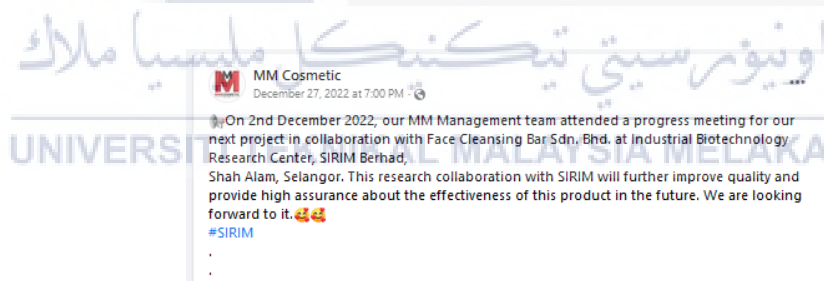 اونيۏرسيتي تيكنيكل مليسيا ملاك
MM Cosmetic
December 27, 2022 at 7:00 PM ·
On 2nd December 2022, our MM Management team attended a progress meeting for our
next project in collaboration with Face Cleansing Bar Sdn. Bhd. at Industrial Biotechnology
UNIVERSITI TEKNIKAL MALAYSIA MELAKA
Research Center, SIRIM Berhad,
Shah Alam, Selangor. This research collaboration with SIRIM will further improve quality and
provide high assurance about the effectiveness of this product in the future. We are looking
forward to it.🥰🥰
#SIRIM
.
.